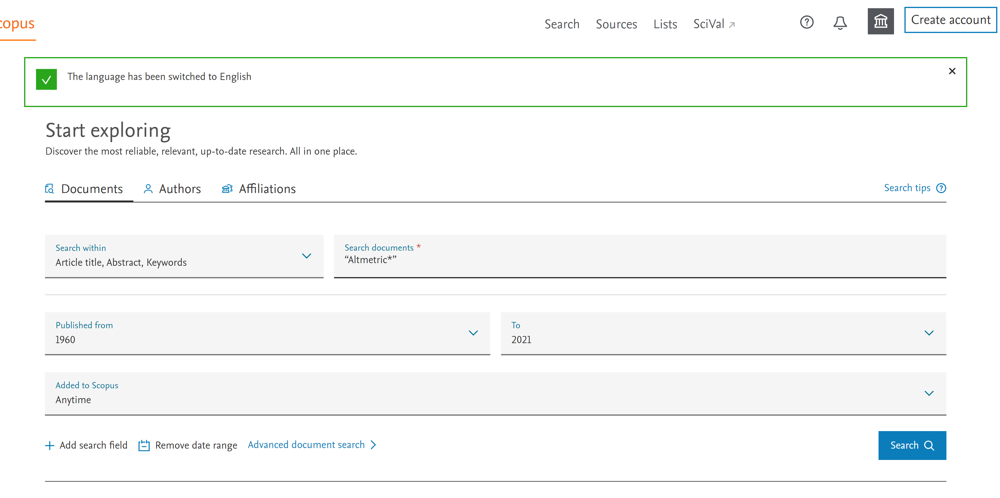 copus
Search Sources Lists SciVal ↗ Create account
The language has been switched to English
Start exploring
Discover the most reliable, relevant, up-to-date research. All in one place.
Documents Authors Affiliations Search tips ?
Search within
Article title, Abstract, Keywords
Search documents *
“Altmetric*”
Published from
1960
To
2021
Added to Scopus
Anytime
Add search field Remove date range Advanced document search
Search